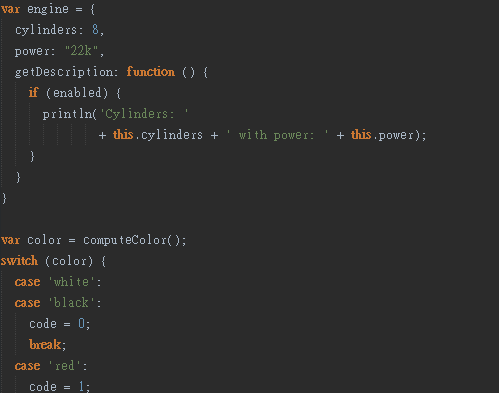 var engine = {
  cylinders: 8,
  power: "22k",
  getDescription: function () {
    if (enabled) {
      println('Cylinders: '
              + this.cylinders + ' with power: ' + this.power);
    }
  }
}

var color = computeColor();
switch (color) {
  case 'white':
  case 'black':
    code = 0;
    break;
  case 'red':
    code = 1;